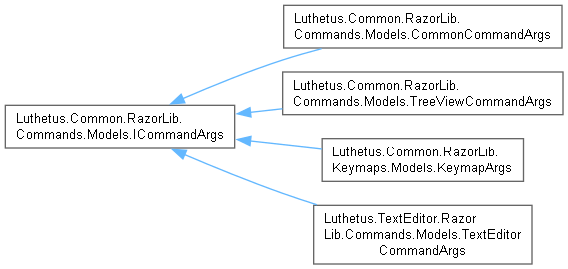 Luthetus.Common.RazorLib.
Commands.Models.CommonCommandArgs
Luthetus.Common.RazorLib.
Commands.Models.TreeViewCommandArgs
Luthetus.Common.RazorLib.
Commands.Models.ICommandArgs
Luthetus.Common.RazorLib.
Keymaps.Models.KeymapArgs
Luthetus.TextEditor.Razor
Lib.Commands.Models.TextEditor
CommandArgs